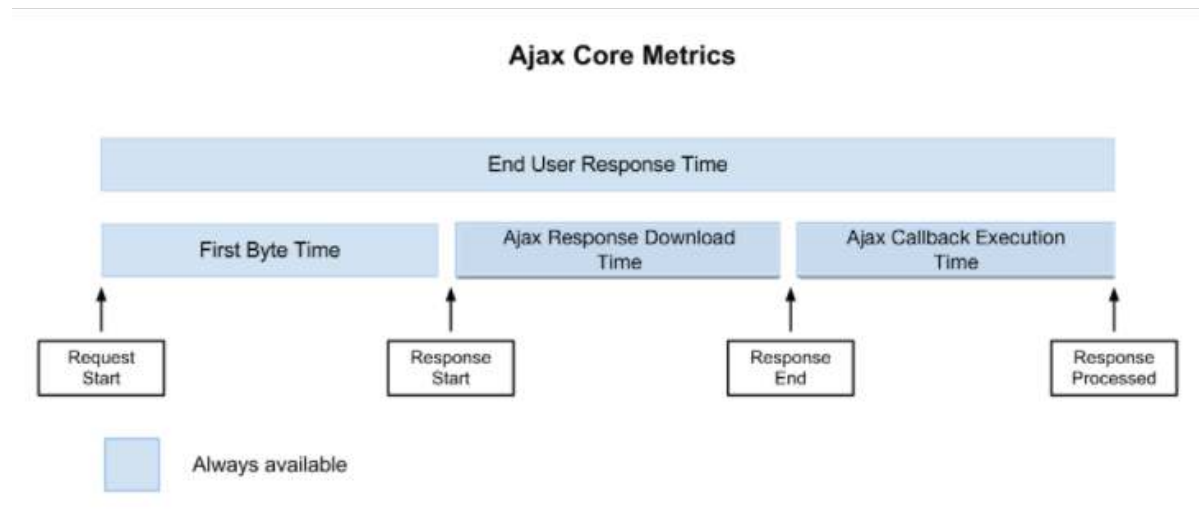 Ajax Core Metrics
End User Response Time
First Byte Time
Ajax Response Download
Time
Ajax Callback Execution
Time
Request
Start
Response
Start
Response
End
Response
Processed
Always available